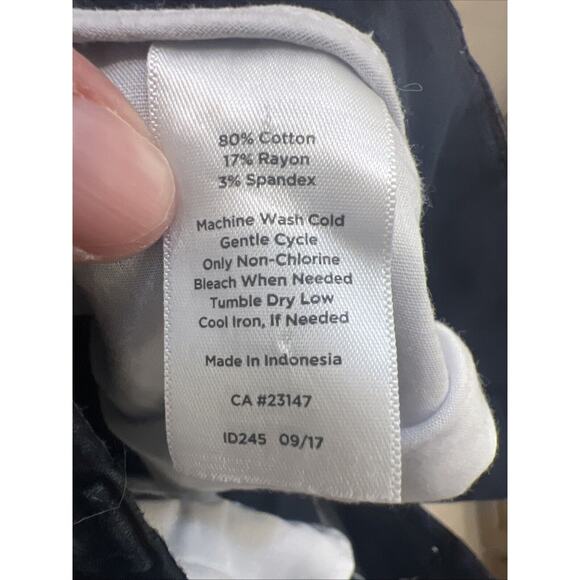 80% Cotton
17% Rayon
3% Spandex
Machine Wash Cold
Gentle Cycle
Only Non-Chlorine
Bleach When Needed
Tumble Dry Low
Cool Iron, If Needed
Made In Indonesia
CA #23147
ID245 09/17